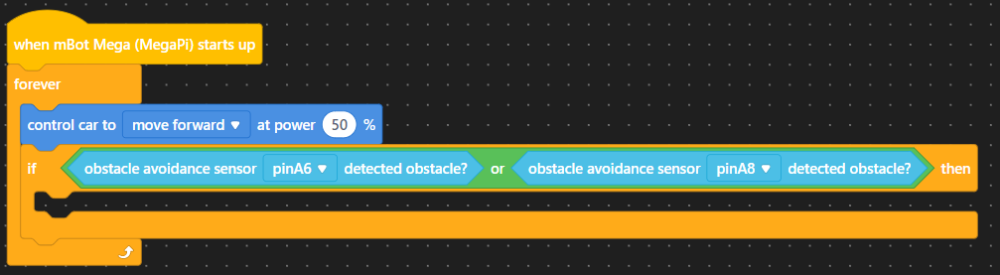 when mBot Mega (MegaPi) starts up
forever
control car to move forward at power 50 %
if obstacle avoidance sensor pinA6 detected obstacle? or obstacle avoidance sensor pinA8 detected obstacle? then